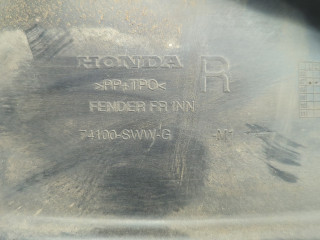 HONDA R
>PP+TPO<
FENDER FR INN
74100-SWW-G